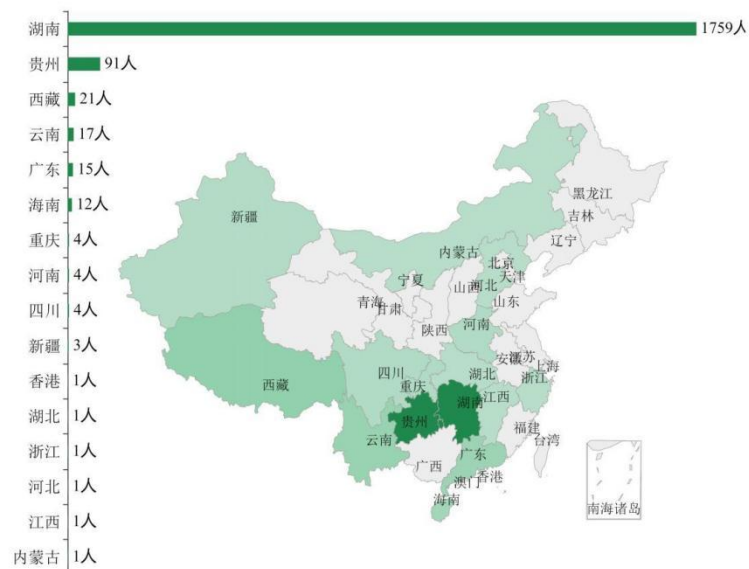 湖南 1759人
贵州 91人
西藏 21人
云南 17人
广东 15人
海南 12人
重庆 4人
河南 4人
四川 4人
新疆 3人
香港 1人
湖北 1人
浙江 1人
河北 1人
江西 1人
内蒙古 1人
黑龙江
吉林
辽宁
新疆
内蒙古
北京
天津
宁夏
山西
河北
青海
甘肃
山东
陕西
河南
安徽
江苏
上海
西藏
四川
重庆
湖北
浙江
湖南
江西
贵州
云南
福建
台湾
广西
广东
香港
澳门
海南
南海诸岛